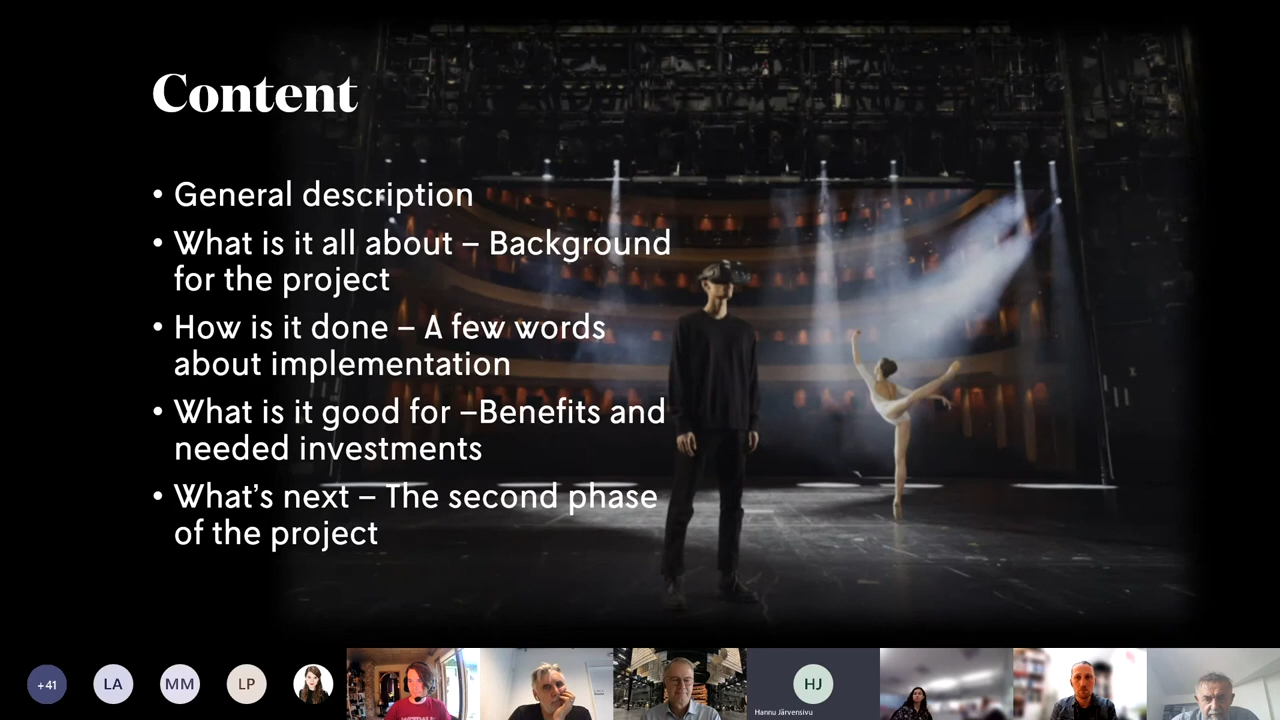 Content
• General description
• What is it all about – Background
for the project
• How is it done – A few words
about implementation
• What is it good for –Benefits and
needed investments
• What's next – The second phase
of the project
+41
LA
MM
LP
HJ
Hannu Järvensivu